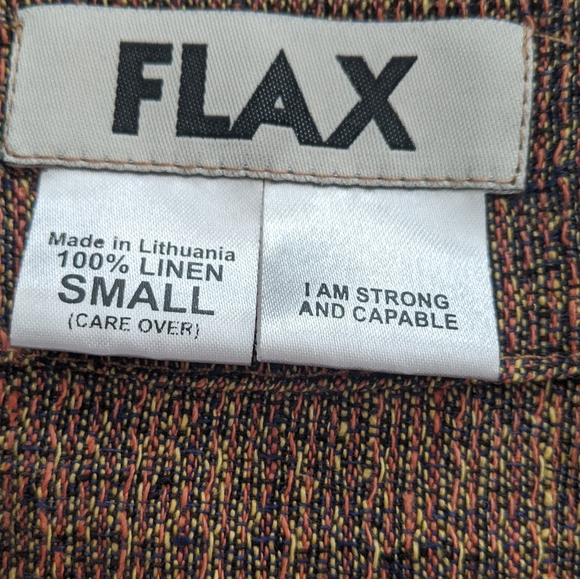 FLAX
Made in Lithuania
100% LINEN
SMALL
(CARE OVER)
I AM STRONG
AND CAPABLE